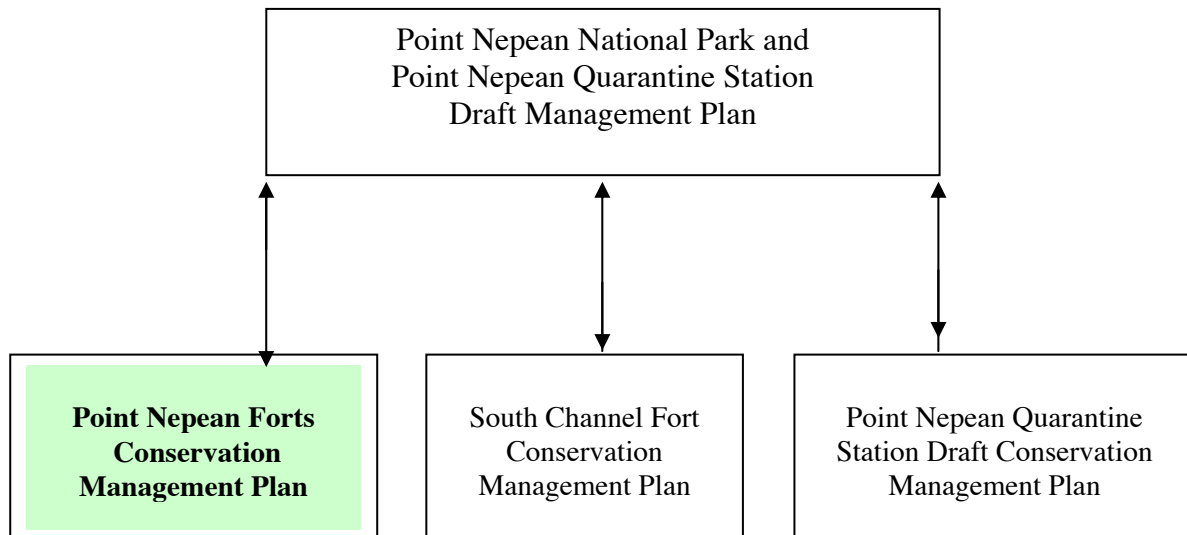 Point Nepean National Park and
Point Nepean Quarantine Station
Draft Management Plan
Point Nepean Forts
Conservation
Management Plan
South Channel Fort
Conservation
Management Plan
Point Nepean Quarantine
Station Draft Conservation
Management Plan